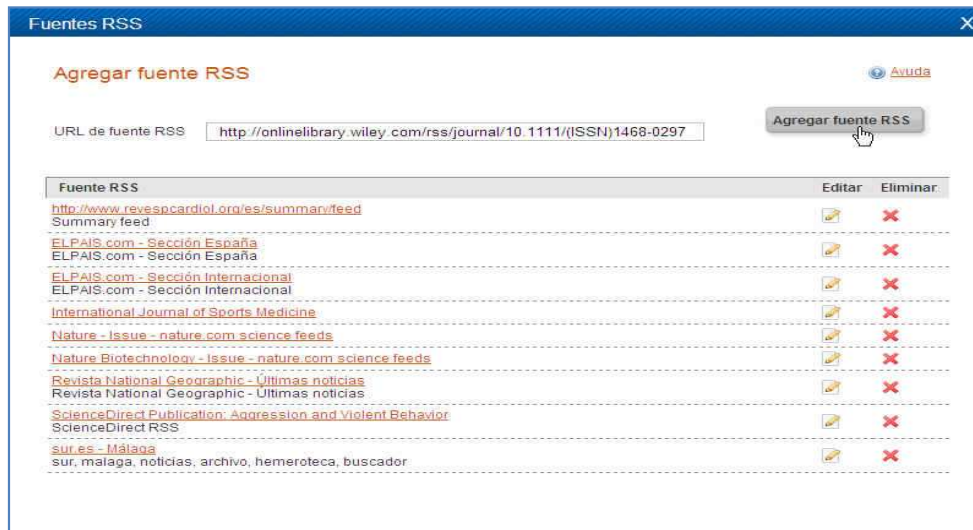 Fuentes RSS X
Agregar fuente RSS
Ayuda
URL de fuente RSS http://onlinelibrary.wiley.com/rss/journal/10.1111/(ISSN)1468-0297 Agregar fuente RSS
Fuente RSS Editar Eliminar
http://www.revespcardiol.org/es/summary/feed
Summary feed
ELPAIS.com - Sección España
ELPAIS.com - Sección España
ELPAIS.com - Sección Internacional
ELPAIS.com - Sección Internacional
International Journal of Sports Medicine
Nature - Issue - nature.com science feeds
Nature Biotechnology - Issue - nature.com science feeds
Revista National Geographic - Últimas noticias
Revista National Geographic - Últimas noticias
ScienceDirect Publication: Aggression and Violent Behavior
ScienceDirect RSS
sur.es - Málaga
sur, malaga, noticias, archivo, hemeroteca, buscador